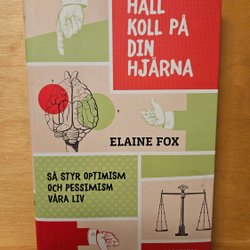 HÅLL
KOLL PÅ
DIN
HJÄRNA
ELAINE FOX
SÅ STYR OPTIMISM
OCH PESSIMISM
VÅRA LIV